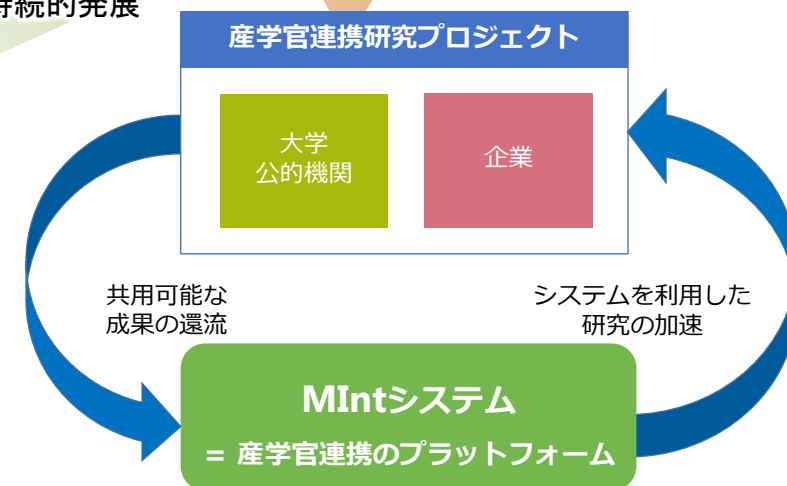 持続的発展
産学官連携研究プロジェクト
大学
公的機関
企業
共用可能な
成果の還流
システムを利用した
研究の加速
MIntシステム
= 産学官連携のプラットフォーム